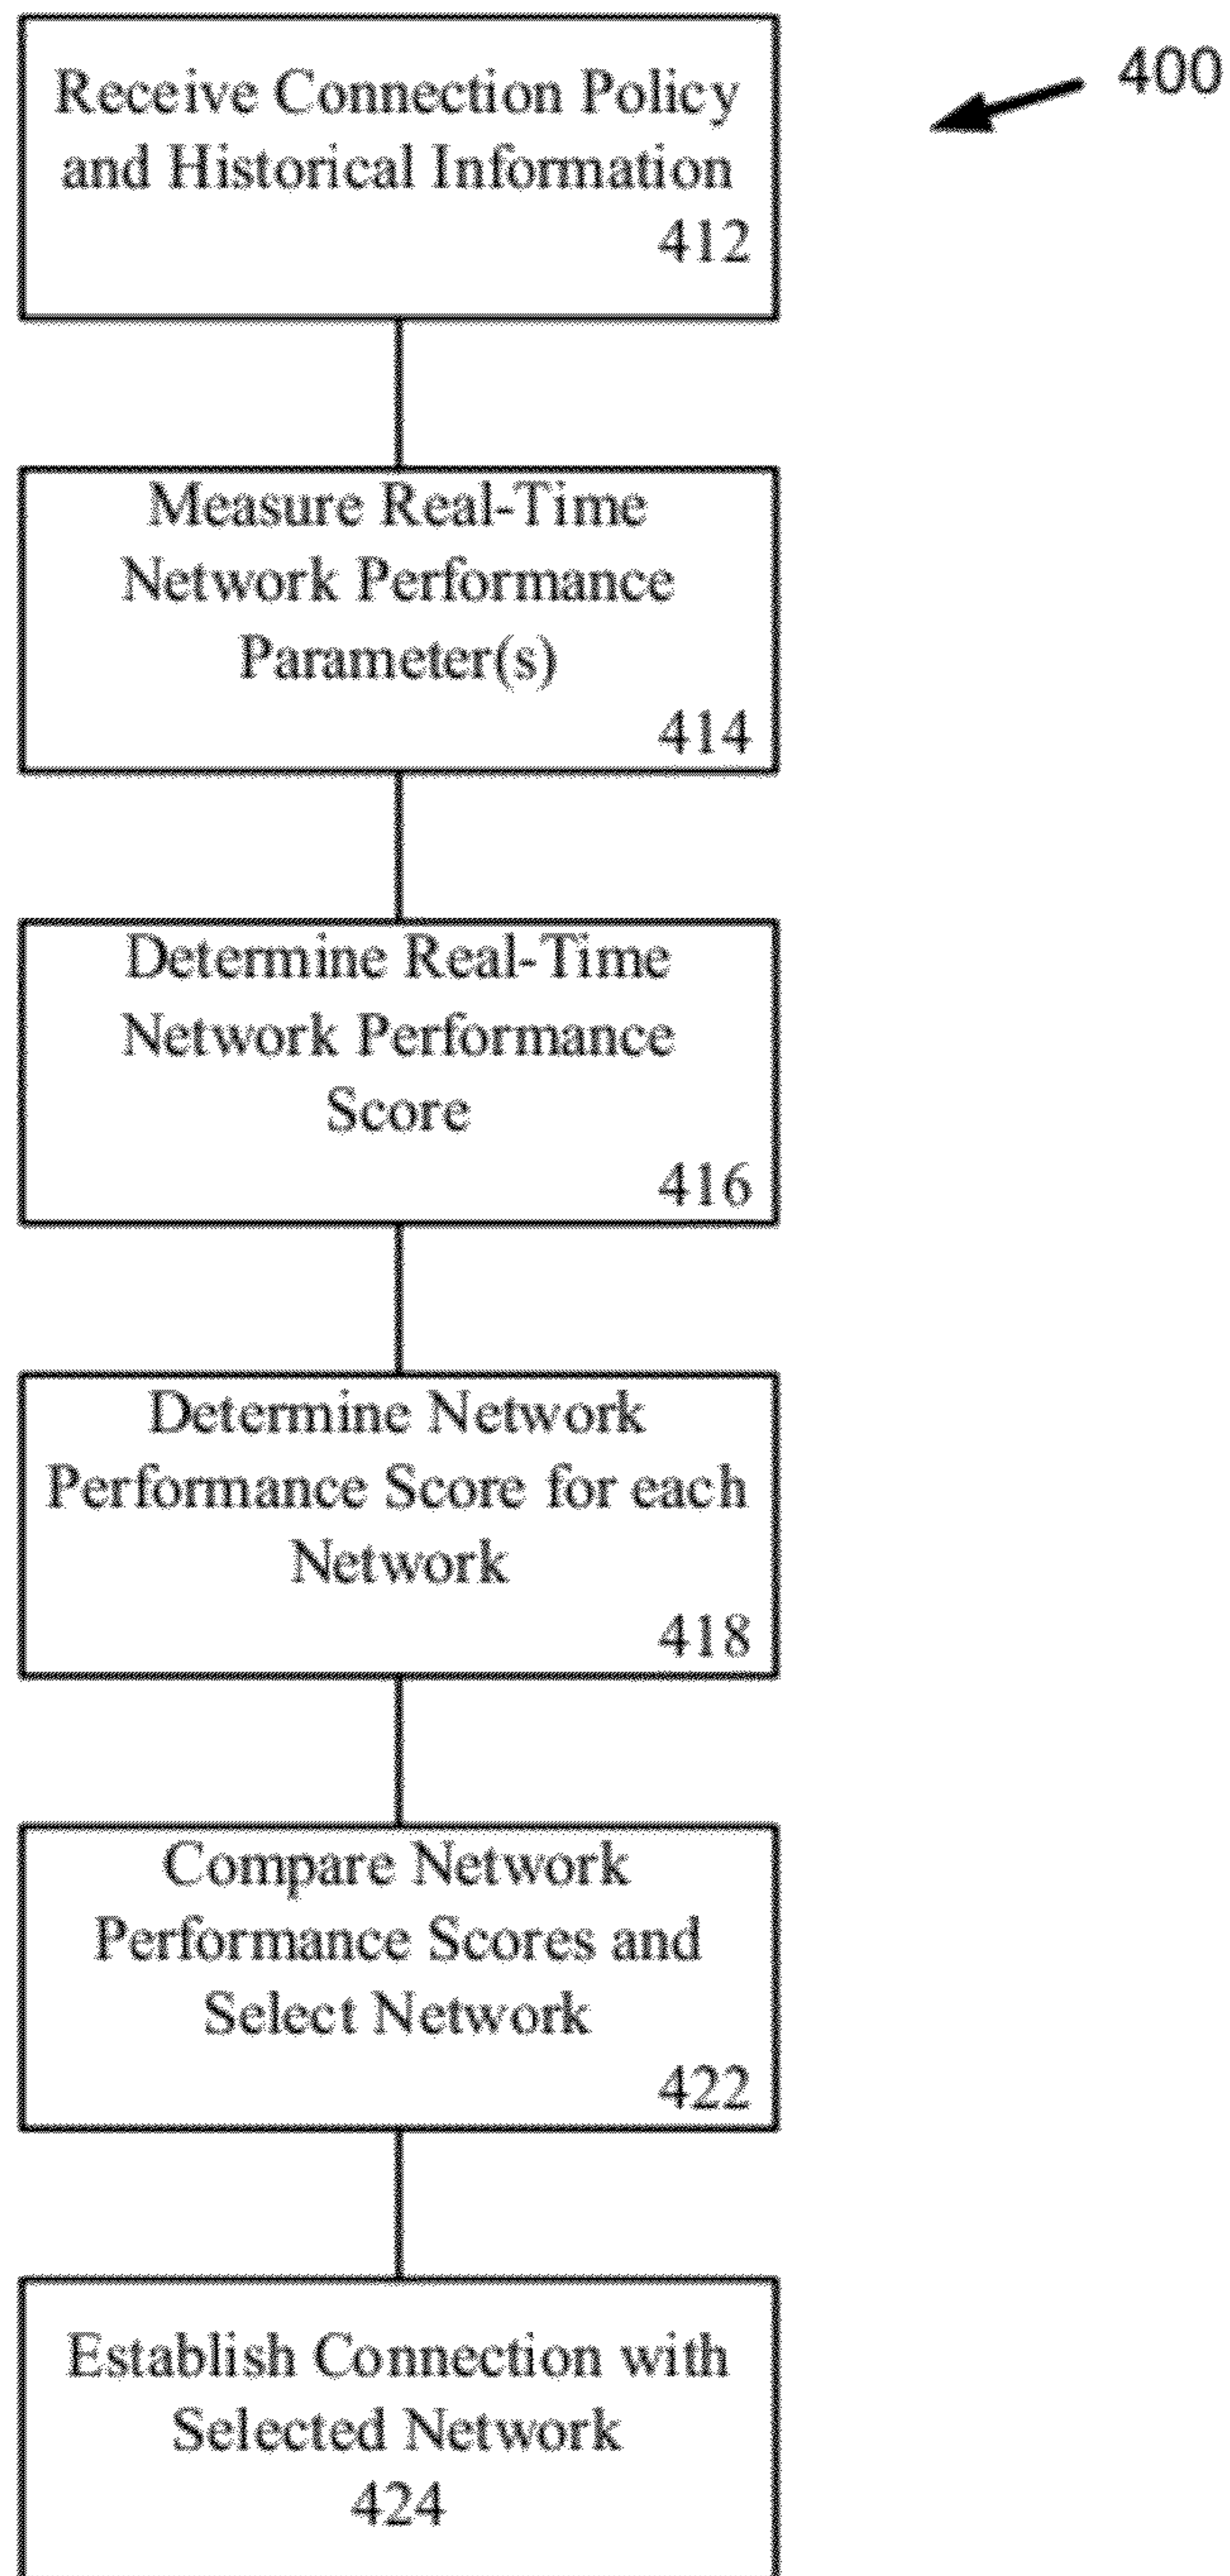 400
Receive Connection Policy
and Historical Information
412
Measure Real-Time
Network Performance
Parameter(s)
414
Determine Real-Time
Network Performance
Score
416
Determine Network
Performance Score for each
Network
418
Compare Network
Performance Scores and
Select Network
422
Establish Connection with
Selected Network
424